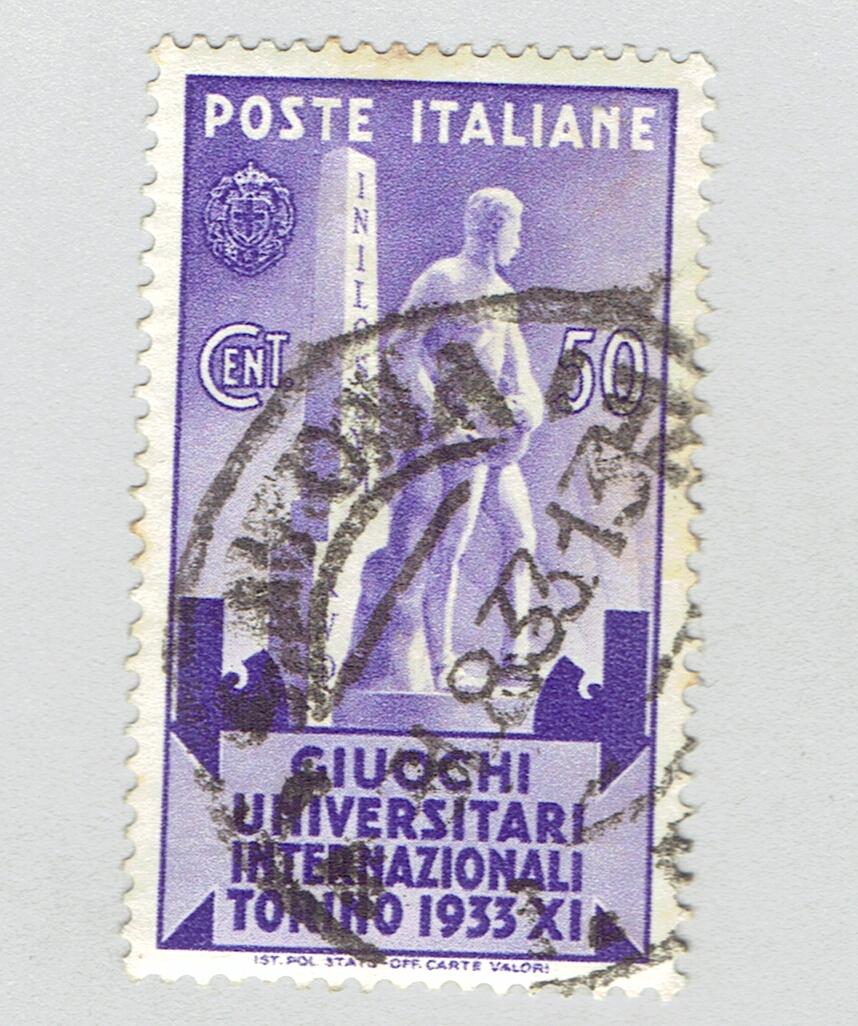 POSTE ITALIANE
CENT. 50
GIUOCHI
UNIVERSITARI
INTERNAZIONALI
TORINO 1933 XI
IST. POL. STATO-OFF. CARTE VALORI